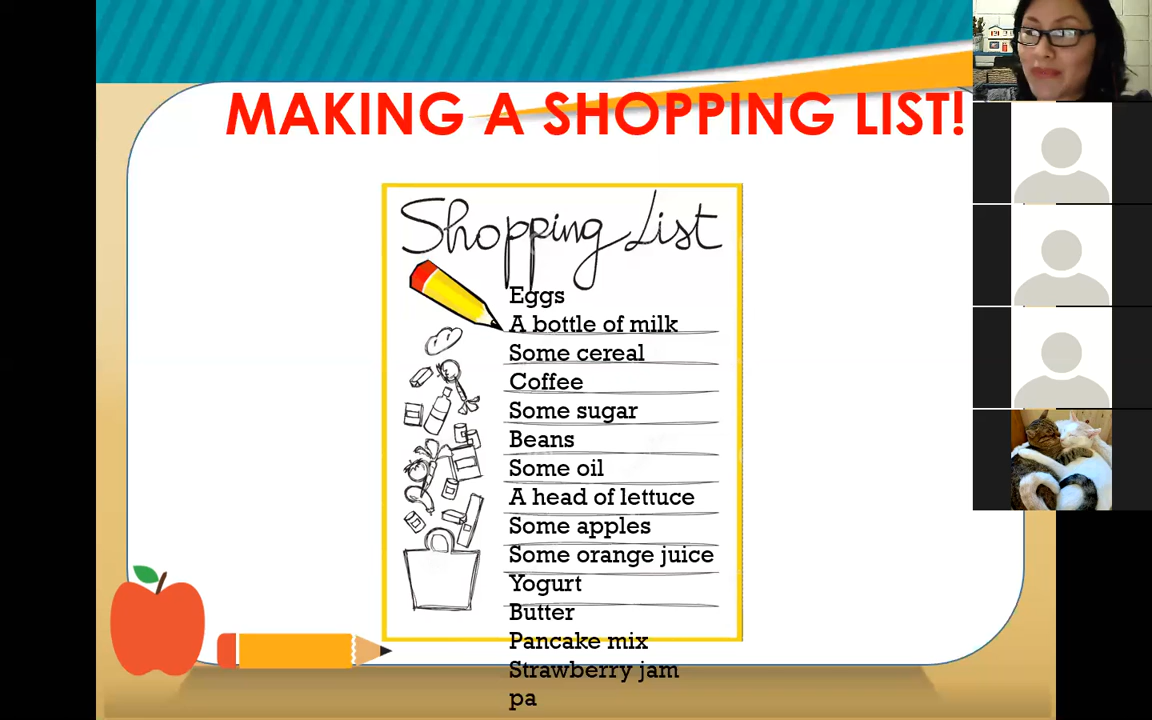 MAKING A SHOPPING LIST!
Shopping List
Eggs
A bottle of milk
Some cereal
Coffee
Some sugar
Beans
Some oil
A head of lettuce
Some apples
Some orange juice
Yogurt
Butter
Pancake mix
Strawberry jam
pa